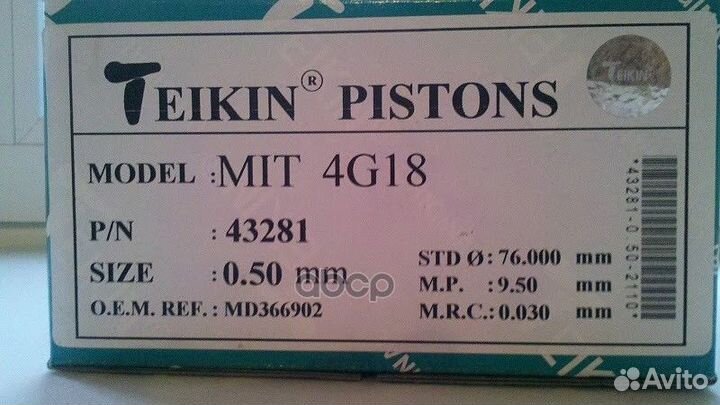 TEIKIN® PISTONS
TEIKIN
MODEL : MIT 4G18
P/N : 43281
SIZE : 0.50 mm
O.E.M. REF. : MD366902
STD Ø: 76.000 mm
M.P. : 9.50 mm
M.R.C.: 0.030 mm
*43281-0 50-2110*
Avito